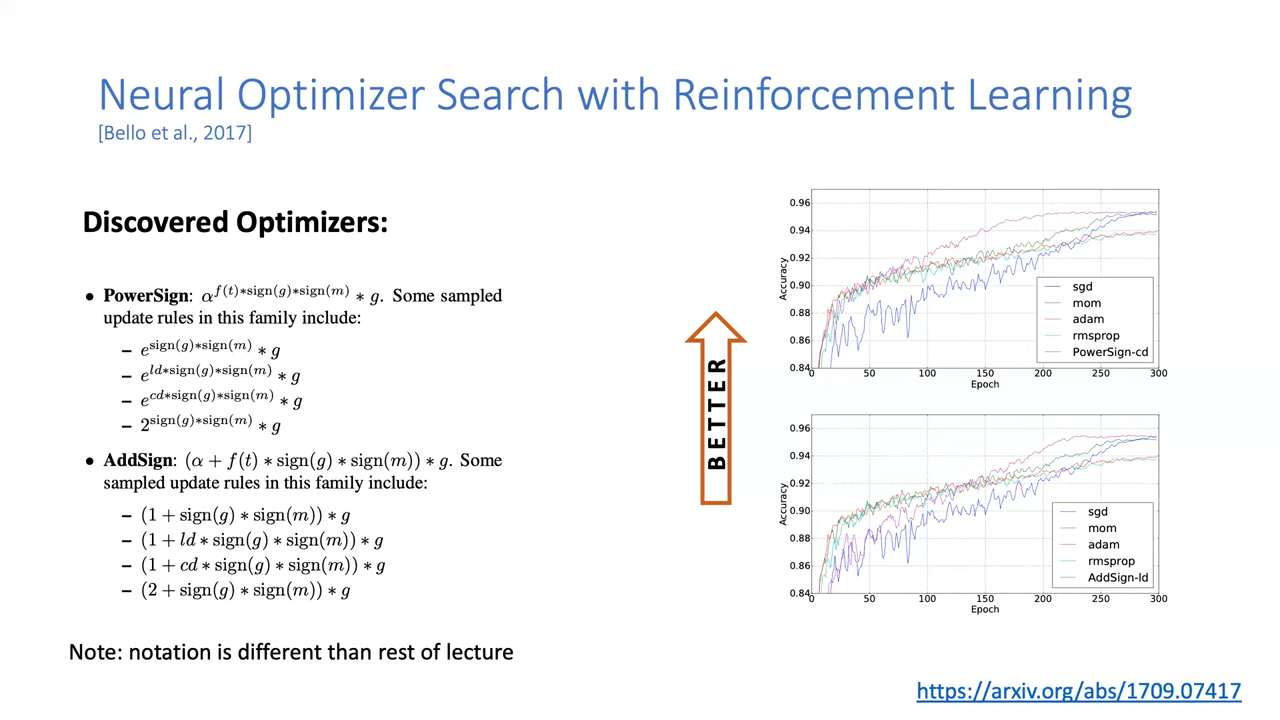 Neural Optimizer Search with Reinforcement Learning
[Bello et al., 2017]
Discovered Optimizers:
• PowerSign: α^{f(t)∗sign(g)∗sign(m)} ∗ g. Some sampled
update rules in this family include:
– e^{sign(g)∗sign(m)} ∗ g
– e^{ld∗sign(g)∗sign(m)} ∗ g
– e^{cd∗sign(g)∗sign(m)} ∗ g
– 2^{sign(g)∗sign(m)} ∗ g
• AddSign: (α + f(t) ∗ sign(g) ∗ sign(m)) ∗ g. Some
sampled update rules in this family include:
– (1 + sign(g) ∗ sign(m)) ∗ g
– (1 + ld ∗ sign(g) ∗ sign(m)) ∗ g
– (1 + cd ∗ sign(g) ∗ sign(m)) ∗ g
– (2 + sign(g) ∗ sign(m)) ∗ g
Note: notation is different than rest of lecture
BETTER
0.96
0.94
0.92
0.90
0.88
0.86
0.84
Accuracy
sgd
mom
adam
rmsprop
PowerSign-cd
0 50 100 150 200 250 300
Epoch
0.96
0.94
0.92
0.90
0.88
0.86
0.84
Accuracy
sgd
mom
adam
rmsprop
AddSign-ld
0 50 100 150 200 250 300
Epoch
https://arxiv.org/abs/1709.07417